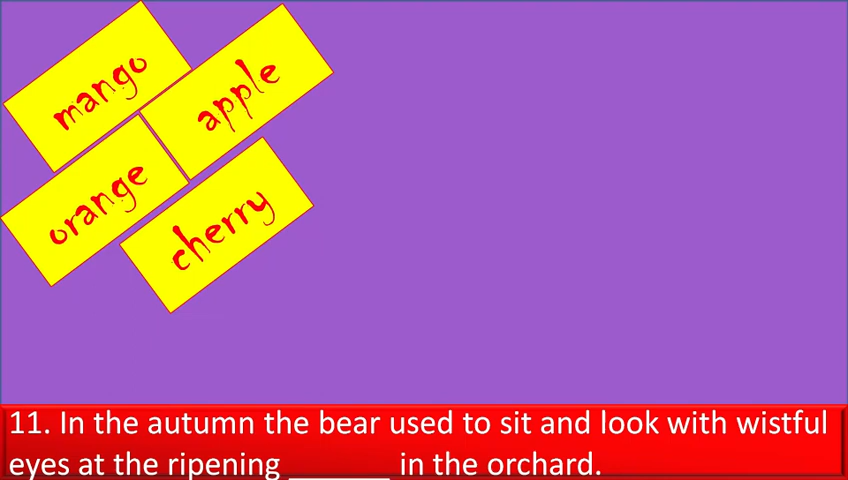 mango
apple
orange
cherry
11. In the autumn the bear used to sit and look with wistful
eyes at the ripening _______ in the orchard.